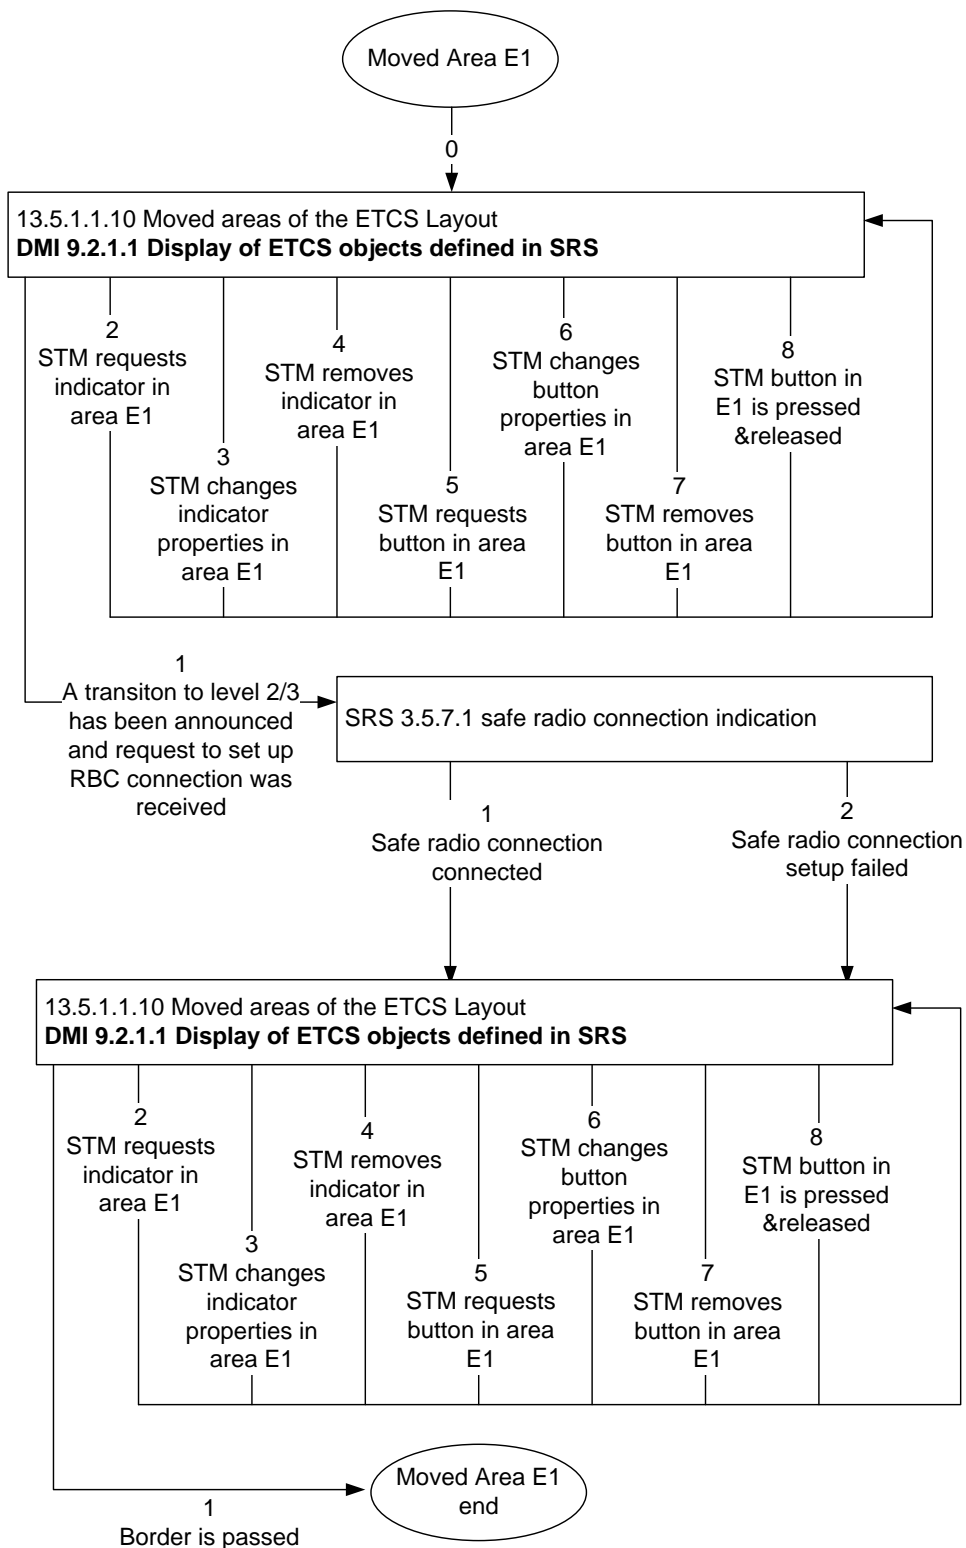 Moved Area E1
0
13.5.1.1.10 Moved areas of the ETCS Layout
DMI 9.2.1.1 Display of ETCS objects defined in SRS
2
STM requests
indicator in
area E1
3
STM changes
indicator
properties in
area E1
4
STM removes
indicator in
area E1
5
STM requests
button in area
E1
6
STM changes
button
properties in
area E1
7
STM removes
button in area
E1
8
STM button in
E1 is pressed
&released
1
A transiton to level 2/3
has been announced
and request to set up
RBC connection was
received
SRS 3.5.7.1 safe radio connection indication
1
Safe radio connection
connected
2
Safe radio connection
setup failed
13.5.1.1.10 Moved areas of the ETCS Layout
DMI 9.2.1.1 Display of ETCS objects defined in SRS
2
STM requests
indicator in
area E1
3
STM changes
indicator
properties in
area E1
4
STM removes
indicator in
area E1
5
STM requests
button in area
E1
6
STM changes
button
properties in
area E1
7
STM removes
button in area
E1
8
STM button in
E1 is pressed
&released
1
Border is passed
Moved Area E1
end